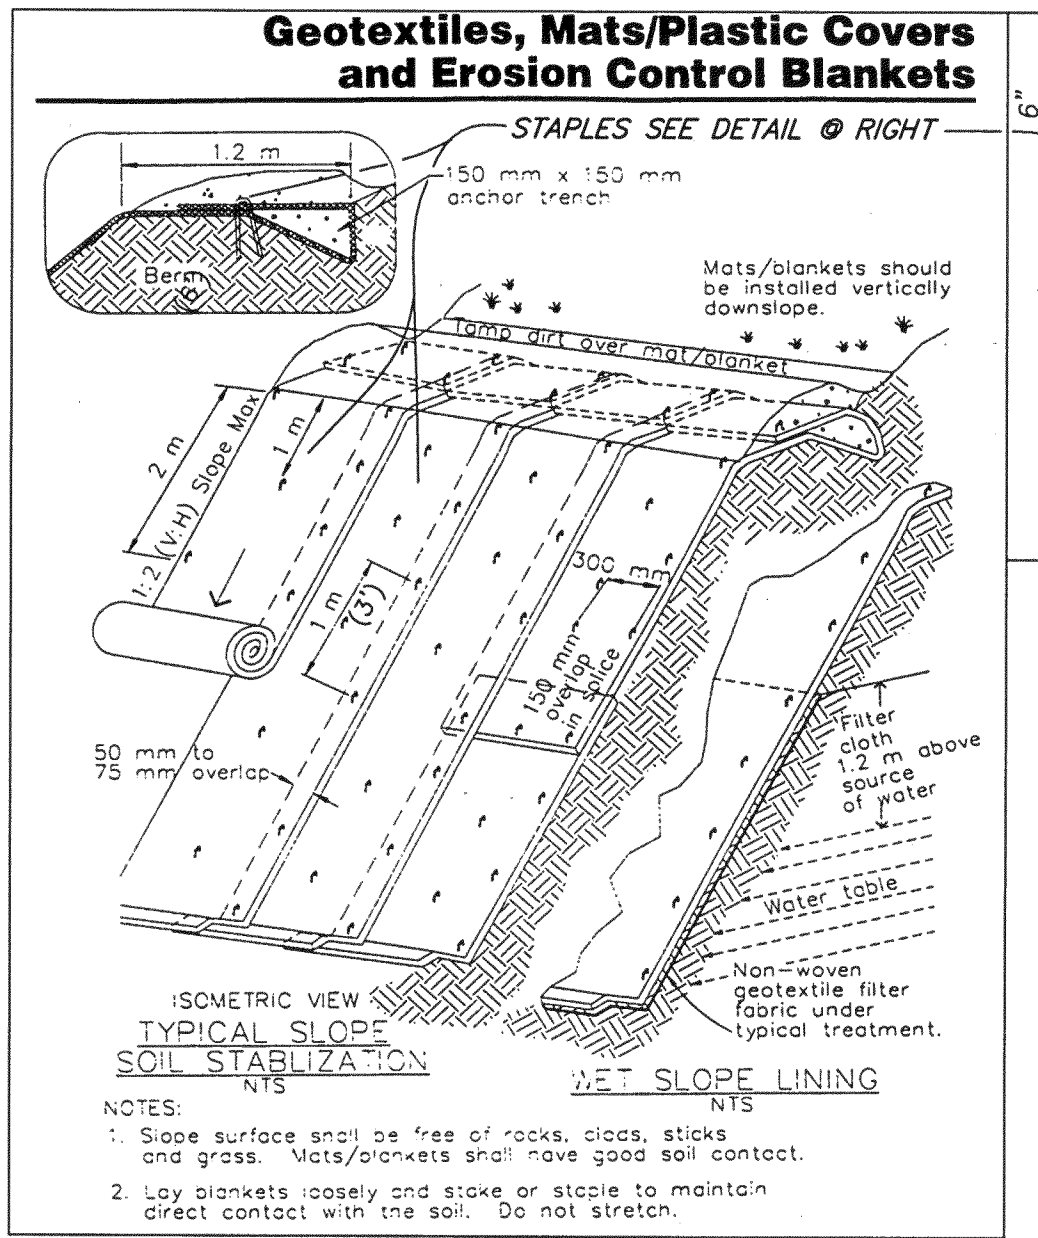 Geotextiles, Mats/Plastic Covers
and Erosion Control Blankets
6"
STAPLES SEE DETAIL @ RIGHT
1.2 m
150 mm x 150 mm
anchor trench
Berm
(6')
Mats/blankets should
be installed vertically
downslope.
Tamp dirt over mat/blanket
2 m
1:2 (V:H) Slope Max
1 m
300 mm
1 m
(3')
150 mm
overlap
in splice
50 mm to
75 mm overlap
Filter
cloth
1.2 m above
source
of water
Water table
Non-woven
geotextile filter
fabric under
typical treatment.
ISOMETRIC VIEW
TYPICAL SLOPE
SOIL STABLIZATION
NTS
WET SLOPE LINING
NTS
NOTES:
1. Slope surface shall be free of rocks, clods, sticks
and grass. Mats/blankets shall have good soil contact.
2. Lay blankets loosely and stake or staple to maintain
direct contact with the soil. Do not stretch.